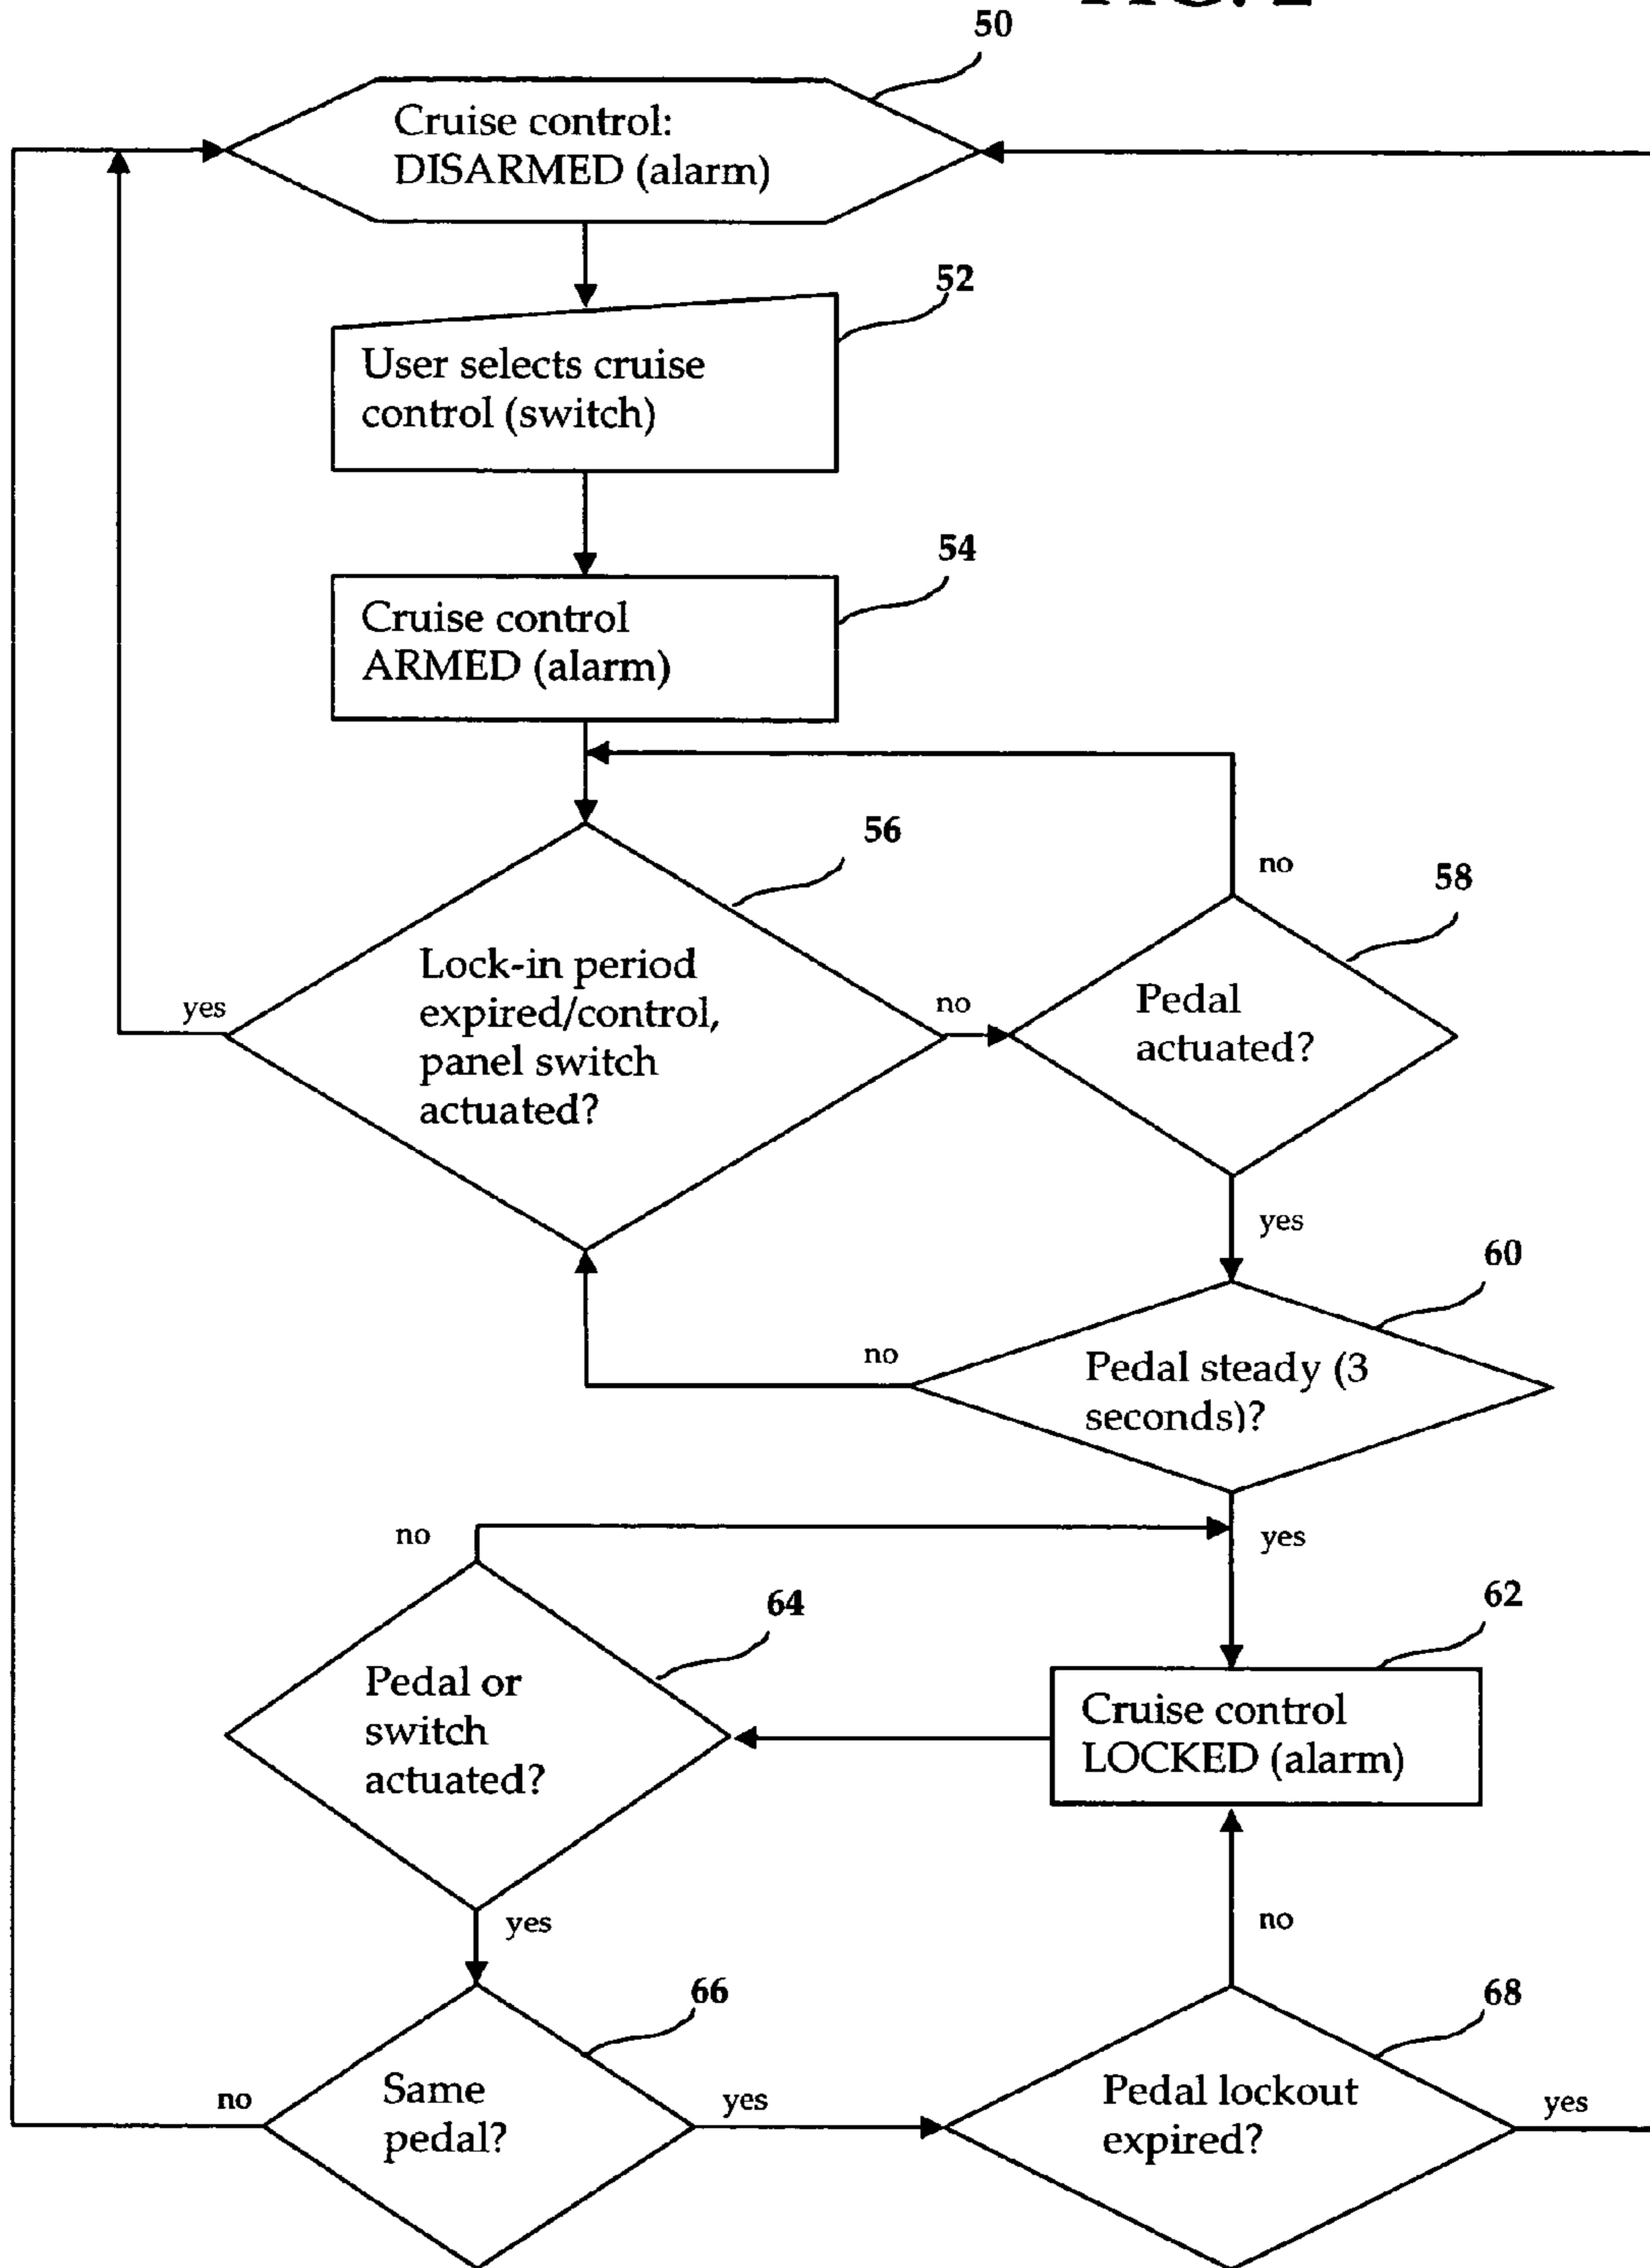 50
Cruise control:
DISARMED (alarm)
52
User selects cruise
control (switch)
54
Cruise control
ARMED (alarm)
56
no
58
Lock-in period
expired/control,
panel switch
actuated?
yes
no
Pedal
actuated?
yes
60
no
Pedal steady (3
seconds)?
no
yes
64
62
Pedal or
switch
actuated?
Cruise control
LOCKED (alarm)
yes
no
66
68
no
Same
pedal?
yes
Pedal lockout
expired?
yes